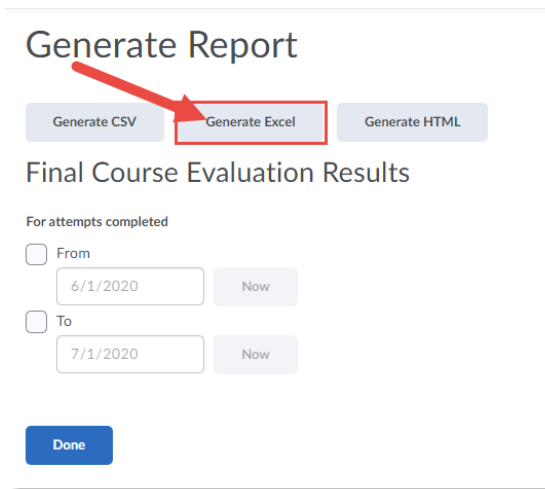 Generate Report
Generate CSV Generate Excel Generate HTML
Final Course Evaluation Results
For attempts completed
From
6/1/2020 Now
To
7/1/2020 Now
Done